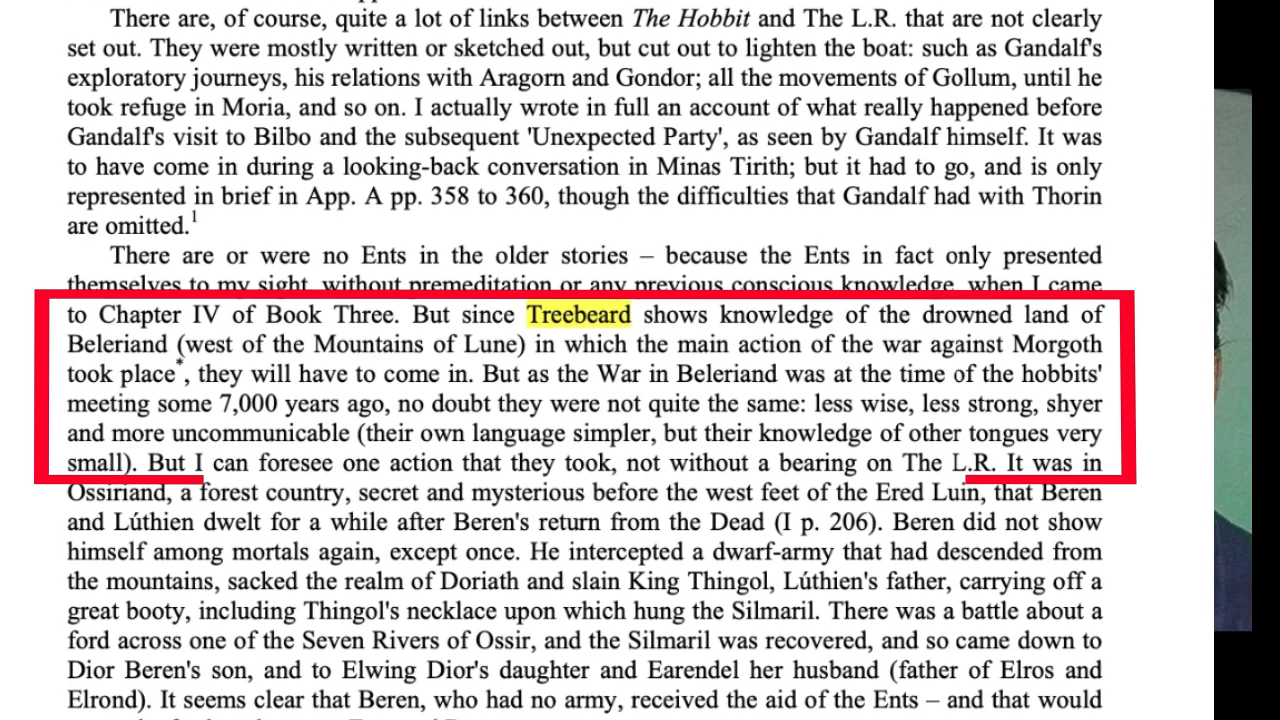 There are, of course, quite a lot of links between The Hobbit and The L.R. that are not clearly
set out. They were mostly written or sketched out, but cut out to lighten the boat: such as Gandalf's
exploratory journeys, his relations with Aragorn and Gondor; all the movements of Gollum, until he
took refuge in Moria, and so on. I actually wrote in full an account of what really happened before
Gandalf's visit to Bilbo and the subsequent 'Unexpected Party', as seen by Gandalf himself. It was
to have come in during a looking-back conversation in Minas Tirith; but it had to go, and is only
represented in brief in App. A pp. 358 to 360, though the difficulties that Gandalf had with Thorin
are omitted.1
There are or were no Ents in the older stories – because the Ents in fact only presented
themselves to my sight, without premeditation or any previous conscious knowledge, when I came
to Chapter IV of Book Three. But since Treebeard shows knowledge of the drowned land of
Beleriand (west of the Mountains of Lune) in which the main action of the war against Morgoth
took place*, they will have to come in. But as the War in Beleriand was at the time of the hobbits'
meeting some 7,000 years ago, no doubt they were not quite the same: less wise, less strong, shyer
and more uncommunicable (their own language simpler, but their knowledge of other tongues very
small). But I can foresee one action that they took, not without a bearing on The L.R. It was in
Ossiriand, a forest country, secret and mysterious before the west feet of the Ered Luin, that Beren
and Lúthien dwelt for a while after Beren's return from the Dead (I p. 206). Beren did not show
himself among mortals again, except once. He intercepted a dwarf-army that had descended from
the mountains, sacked the realm of Doriath and slain King Thingol, Lúthien's father, carrying off a
great booty, including Thingol's necklace upon which hung the Silmaril. There was a battle about a
ford across one of the Seven Rivers of Ossir, and the Silmaril was recovered, and so came down to
Dior Beren's son, and to Elwing Dior's daughter and Earendel her husband (father of Elros and
Elrond). It seems clear that Beren, who had no army, received the aid of the Ents – and that would